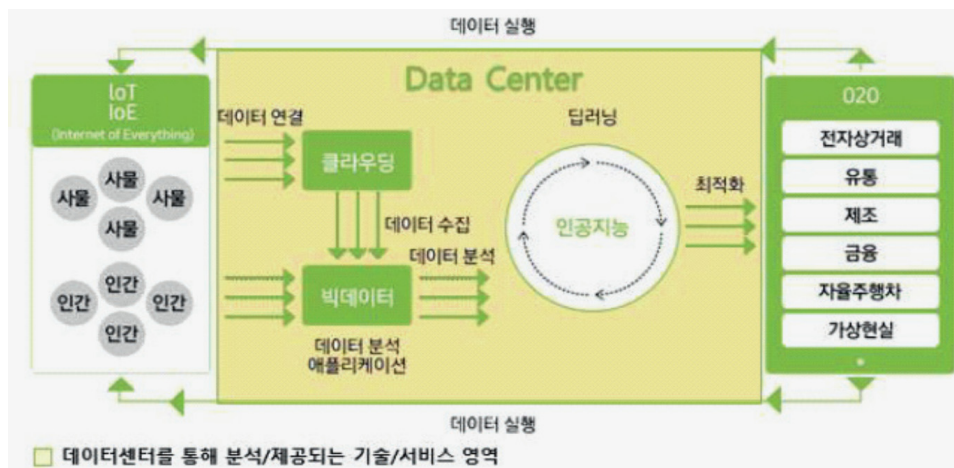 데이터 실행
Data Center
IoT
IoE
(Internet of Everything)
사물
사물
사물
사물
인간
인간
인간
인간
데이터 연결
클라우딩
데이터 수집
빅데이터
데이터 분석
애플리케이션
데이터 분석
딥러닝
인공지능
최적화
O2O
전자상거래
유통
제조
금융
자율주행차
가상현실
데이터 실행
데이터센터를 통해 분석/제공되는 기술/서비스 영역